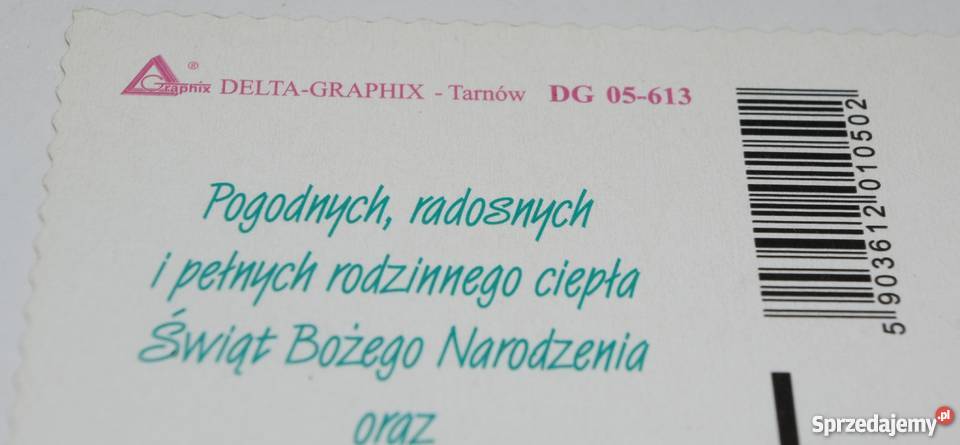 Graphix ® DELTA-GRAPHIX - Tarnów DG 05-613
Pogodnych, radosnych
i pełnych rodzinnego ciepła
Świąt Bożego Narodzenia
oraz
5 903612 010502
Sprzedajemy.pl